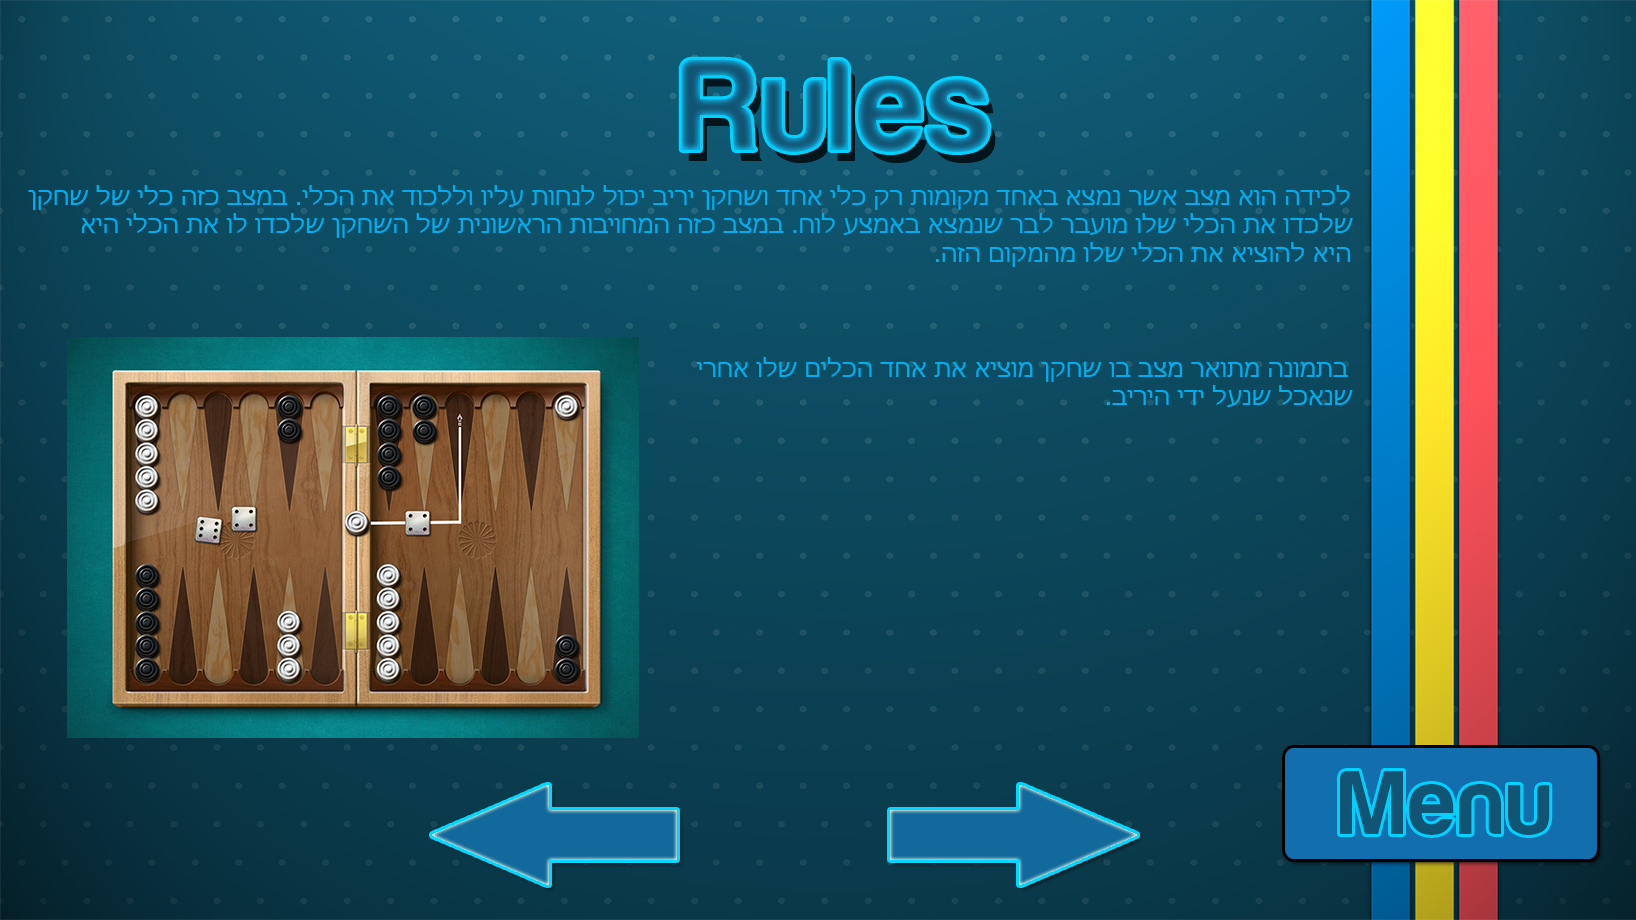 Rules
לכידה הוא מצב אשר נמצא באחד מקומות רק כלי אחד ושחקן יריב יכול לנחות עליו וללכוד את הכלי. במצב כזה כלי של שחקן
שלכדו את הכלי שלו מועבר לבר שנמצא באמצע לוח. במצב כזה המחויבות הראשונית של השחקן שלכדו לו את הכלי היא
היא להוציא את הכלי שלו מהמקום הזה.
בתמונה מתואר מצב בו שחקן מוציא את אחד הכלים שלו אחרי
שנאכל שנעל ידי היריב.
Menu